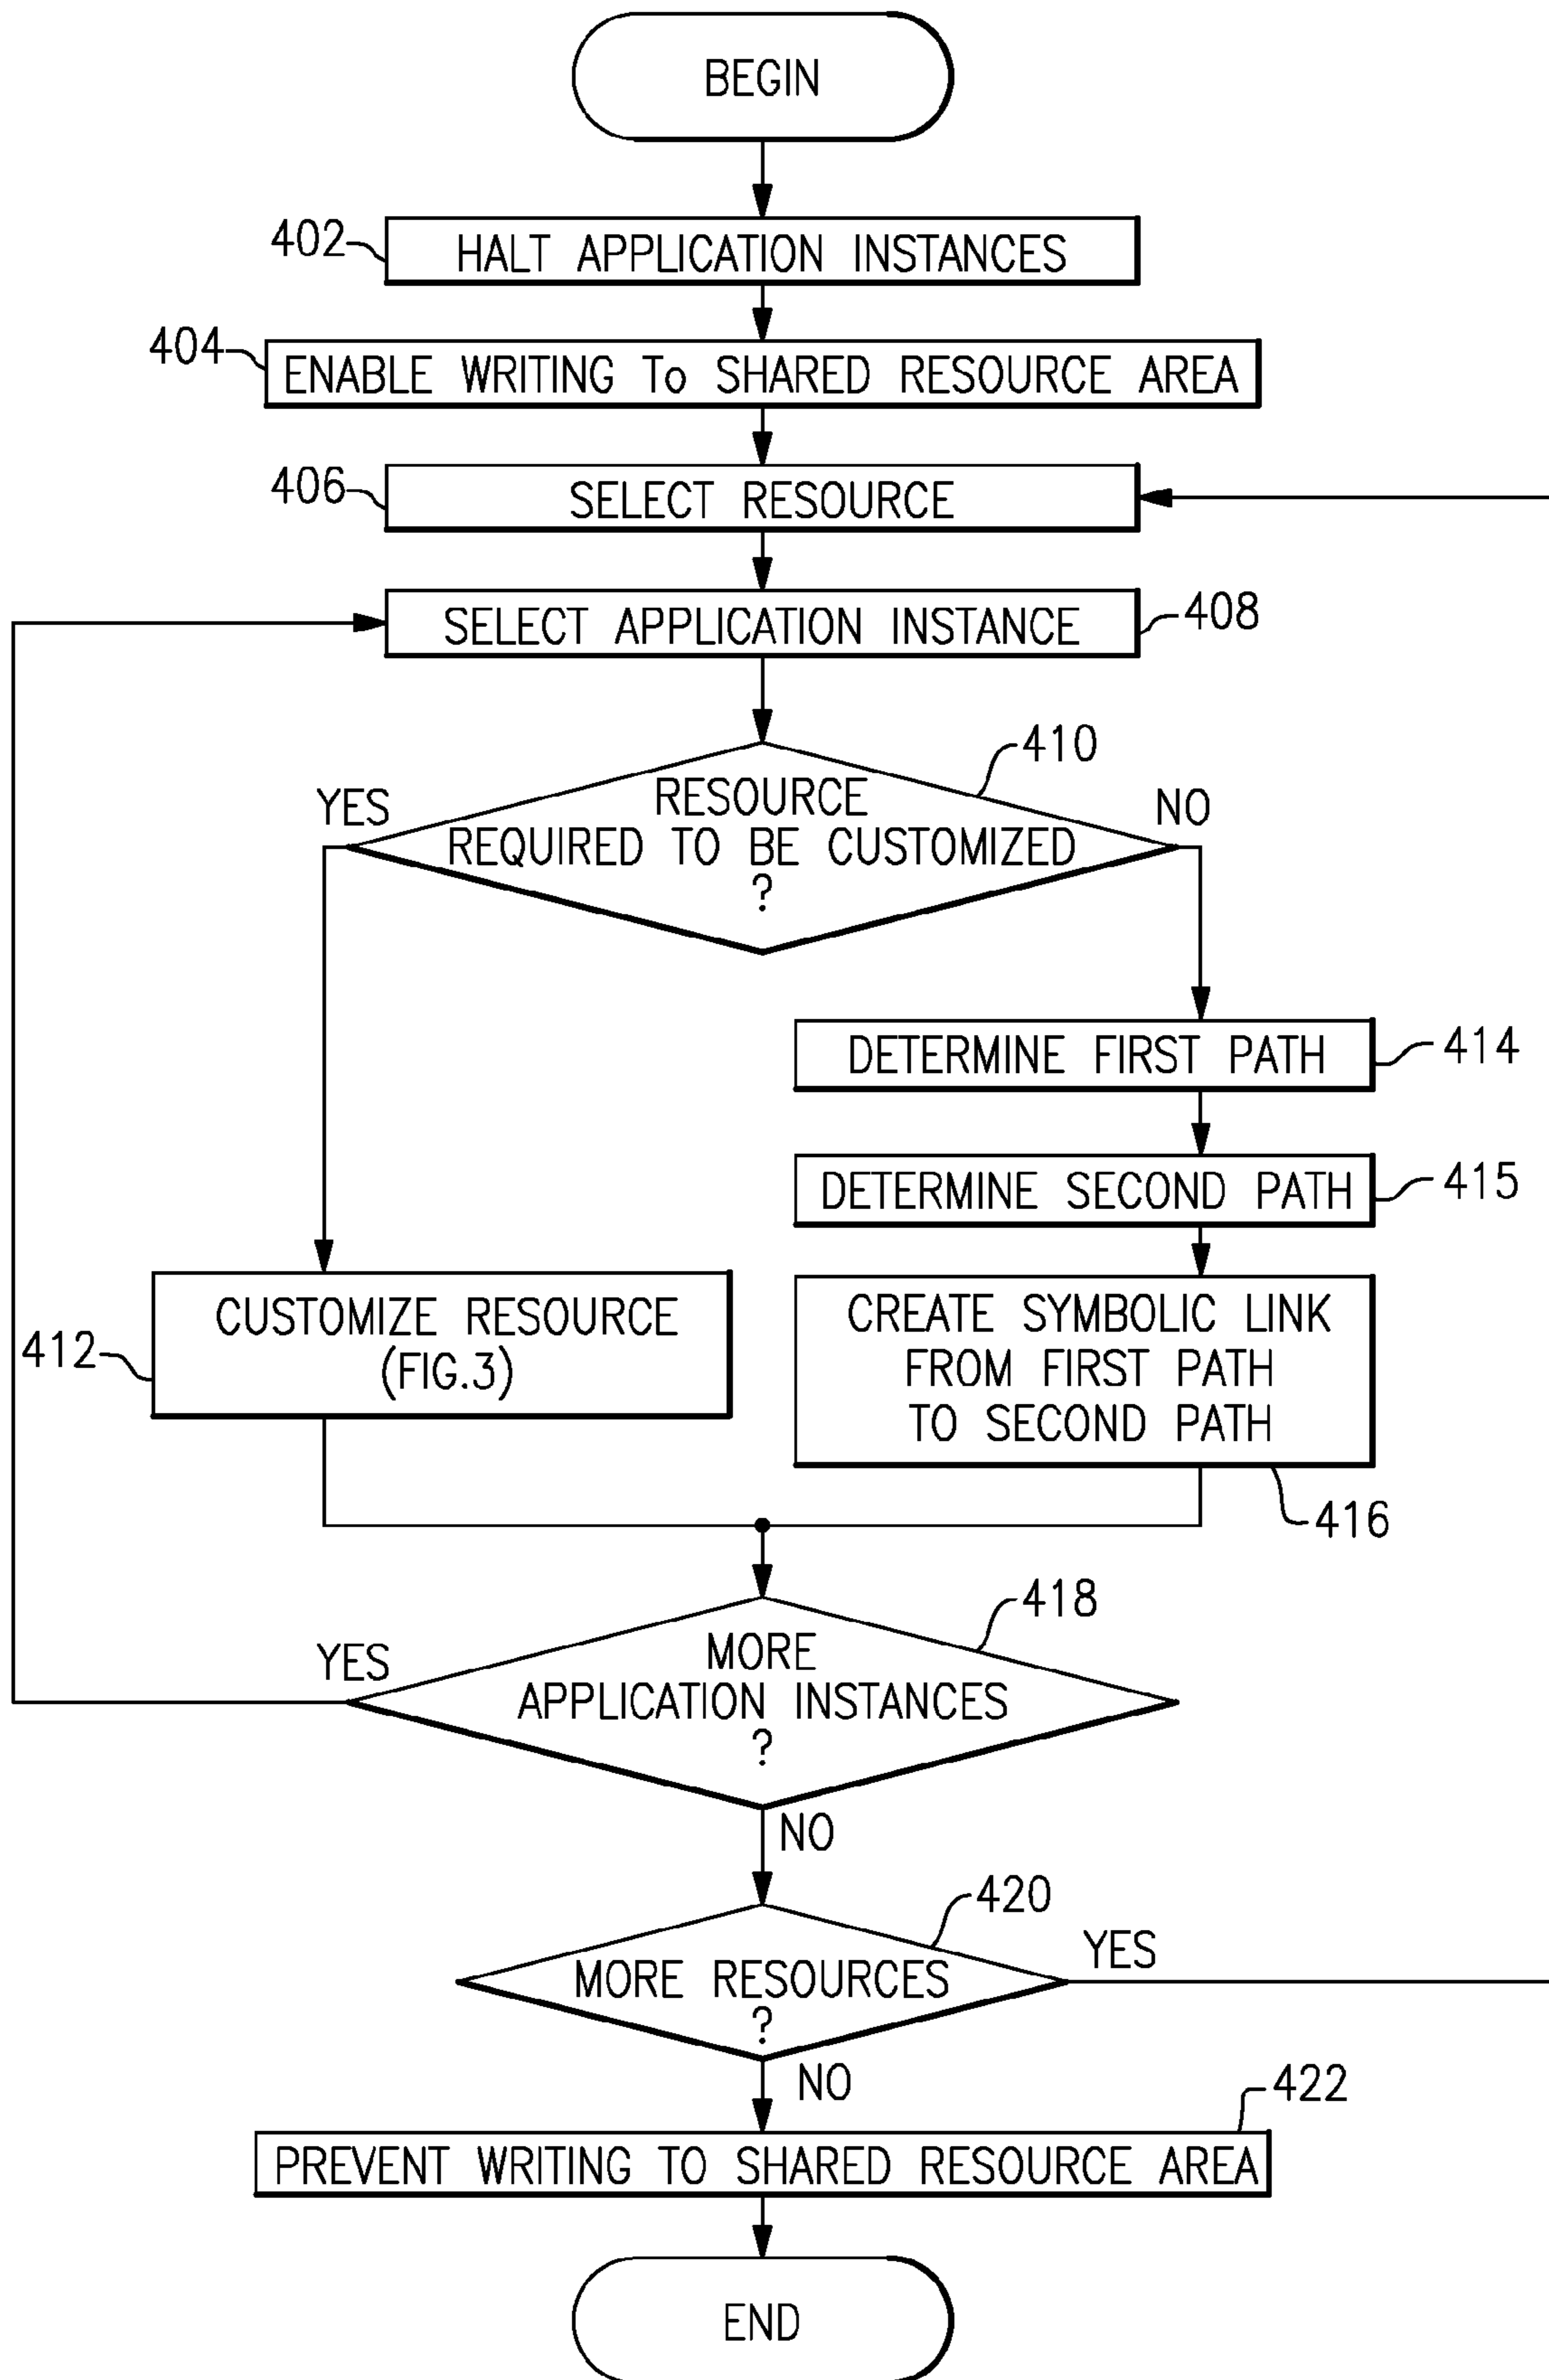 BEGIN
402
HALT APPLICATION INSTANCES
404
ENABLE WRITING To SHARED RESOURCE AREA
406
SELECT RESOURCE
SELECT APPLICATION INSTANCE
408
410
YES
RESOURCE
REQUIRED TO BE CUSTOMIZED
?
NO
DETERMINE FIRST PATH
414
DETERMINE SECOND PATH
415
412
CUSTOMIZE RESOURCE
(FIG.3)
CREATE SYMBOLIC LINK
FROM FIRST PATH
TO SECOND PATH
416
418
YES
MORE
APPLICATION INSTANCES
?
NO
420
MORE RESOURCES
?
YES
NO
422
PREVENT WRITING TO SHARED RESOURCE AREA
END